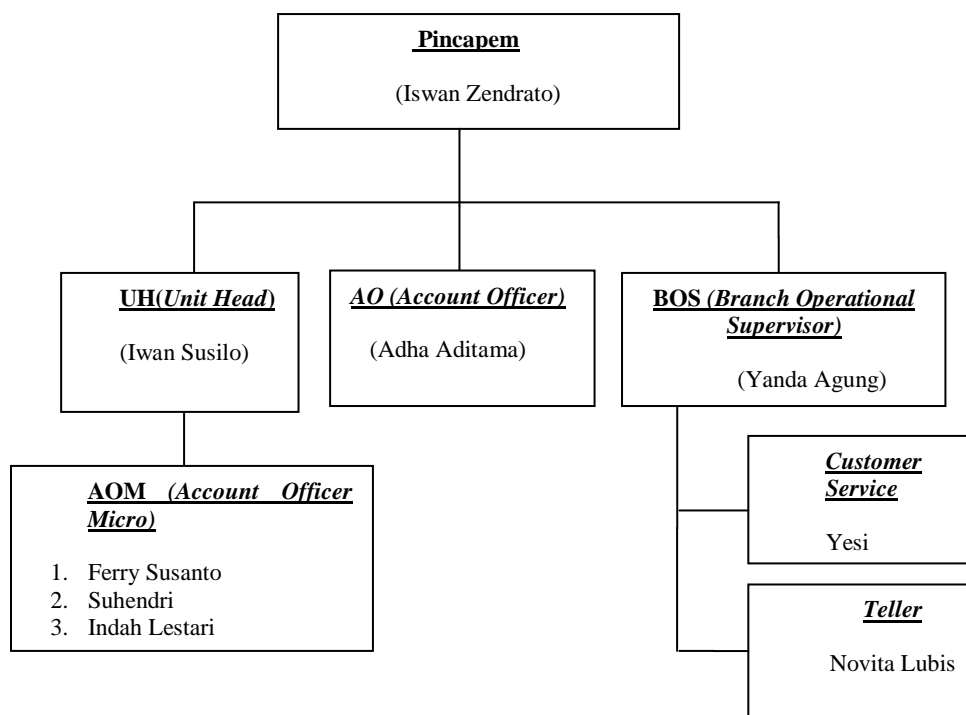 Pincapem
(Iswan Zendrato)
UH(Unit Head)
(Iwan Susilo)
AO (Account Officer)
(Adha Aditama)
BOS (Branch Operational
Supervisor)
(Yanda Agung)
AOM (Account Officer
Micro)
1. Ferry Susanto
2. Suhendri
3. Indah Lestari
Customer
Service
Yesi
Teller
Novita Lubis